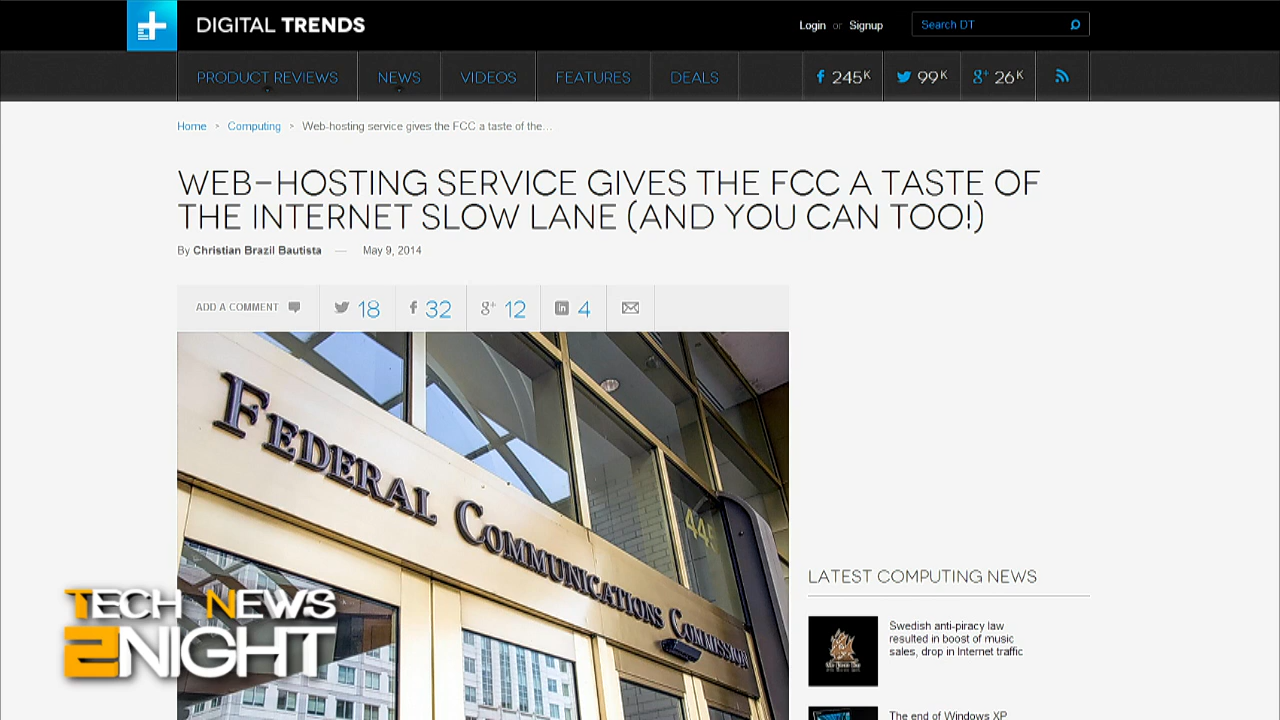 DIGITAL TRENDS
Login or Signup
Search DT
PRODUCT REVIEWS
NEWS
VIDEOS
FEATURES
DEALS
245K
99K
g+ 26K
Home > Computing > Web-hosting service gives the FCC a taste of the...
WEB-HOSTING SERVICE GIVES THE FCC A TASTE OF
THE INTERNET SLOW LANE (AND YOU CAN TOO!)
By Christian Brazil Bautista — May 9, 2014
ADD A COMMENT
18
32
g+ 12
in 4
FEDERAL COMMUNICATIONS COMMISSION
445
LATEST COMPUTING NEWS
Swedish anti-piracy law
resulted in boost of music
sales, drop in Internet traffic
The end of Windows XP
TECH NEWS
2NIGHT